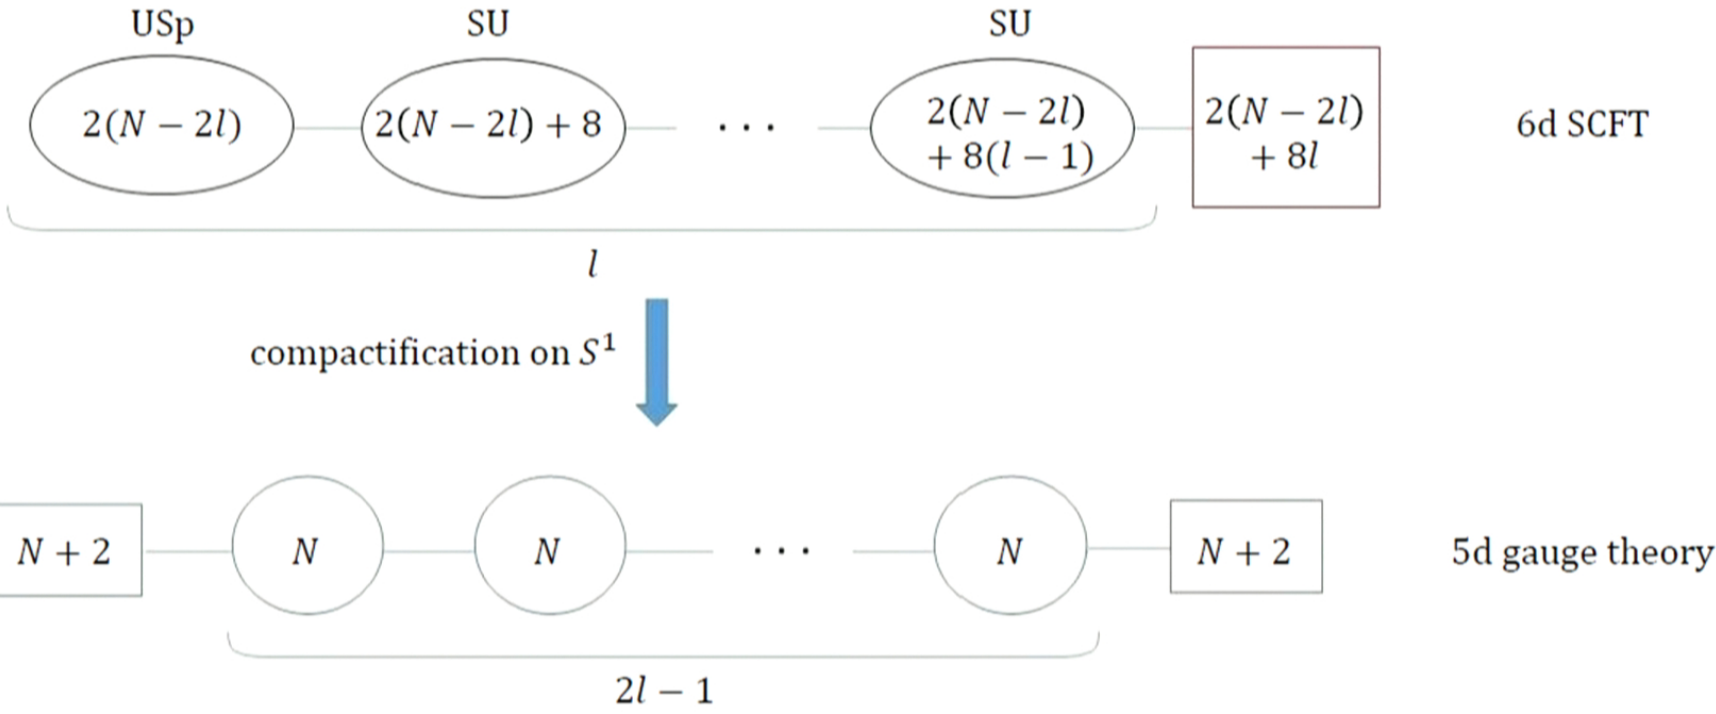 USp SU SU
2(N − 2l) 2(N − 2l) + 8 · · · 2(N − 2l) 2(N − 2l) 6d SCFT
+ 8(l − 1) + 8l
l
compactification on S¹
N + 2 N N · · · N N + 2 5d gauge theory
2l − 1